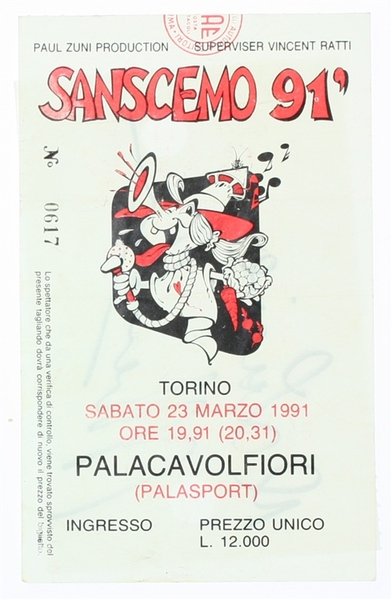 PAUL ZUNI PRODUCTION SUPERVISER VINCENT RATTI
SANSCEMO 91'
№ 0617
Lo spettatore che da una verifica di controllo, viene trovato sprovvisto del
presente tagliando dovrà corrispondere di nuovo il prezzo del biglietto.
TORINO
SABATO 23 MARZO 1991
ORE 19,91 (20,31)
PALACAVOLFIORI
(PALASPORT)
INGRESSO PREZZO UNICO
L. 12.000